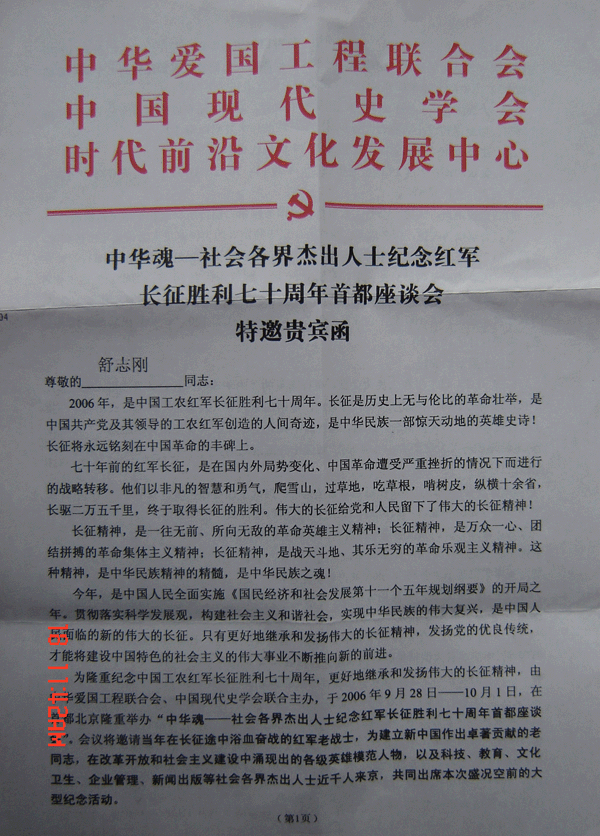 中华爱国工程联合会
中国现代史学会
时代前沿文化发展中心
中华魂—社会各界杰出人士纪念红军
长征胜利七十周年首都座谈会
特邀贵宾函
04
舒志刚
尊敬的____________同志：
2006年，是中国工农红军长征胜利七十周年。长征是历史上无与伦比的革命壮举，是
中国共产党及其领导的工农红军创造的人间奇迹，是中华民族一部惊天动地的英雄史诗！
长征将永远铭刻在中国革命的丰碑上。
七十年前的红军长征，是在国内外局势变化、中国革命遭受严重挫折的情况下而进行
的战略转移。他们以非凡的智慧和勇气，爬雪山，过草地，吃草根，啃树皮，纵横十余省，
长驱二万五千里，终于取得长征的胜利。伟大的长征给党和人民留下了伟大的长征精神！
长征精神，是一往无前、所向无敌的革命英雄主义精神；长征精神，是万众一心、团
结拼搏的革命集体主义精神；长征精神，是战天斗地、其乐无穷的革命乐观主义精神。这
种精神，是中华民族精神的精髓，是中华民族之魂！
今年，是中国人民全面实施《国民经济和社会发展第十一个五年规划纲要》的开局之
年。贯彻落实科学发展观，构建社会主义和谐社会，实现中华民族的伟大复兴，是中国人
面临的新的伟大的长征。只有更好地继承和发扬伟大的长征精神，发扬党的优良传统，
才能将建设中国特色的社会主义的伟大事业不断推向新的前进。
为隆重纪念中国工农红军长征胜利七十周年，更好地继承和发扬伟大的长征精神，由
华爱国工程联合会、中国现代史学会联合主办，于2006年9月28日——10月1日，在
都北京隆重举办“中华魂——社会各界杰出人士纪念红军长征胜利七十周年首都座谈
”。会议将邀请当年在长征途中浴血奋战的红军老战士，为建立新中国作出卓著贡献的老
同志，在改革开放和社会主义建设中涌现出的各级英雄模范人物，以及科技、教育、文化
卫生、企业管理、新闻出版等社会各界杰出人士近千人来京，共同出席本次盛况空前的大
型纪念活动。
（第1页）